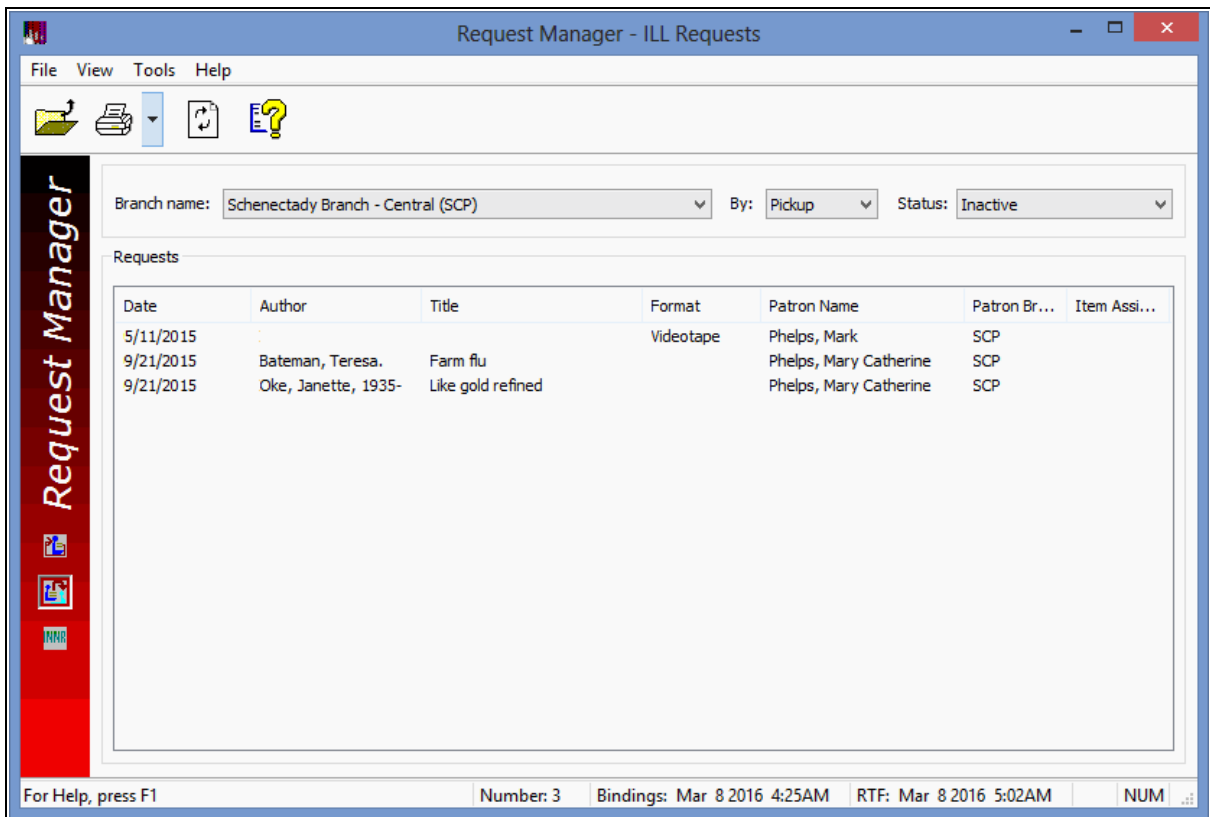 Request Manager - ILL Requests
File View Tools Help
Request Manager
Branch name: Schenectady Branch - Central (SCP) By: Pickup Status: Inactive
Requests
Date Author Title Format Patron Name Patron Br... Item Assi...
5/11/2015 Videotape Phelps, Mark SCP
9/21/2015 Bateman, Teresa. Farm flu Phelps, Mary Catherine SCP
9/21/2015 Oke, Janette, 1935- Like gold refined Phelps, Mary Catherine SCP
INNR
For Help, press F1 Number: 3 Bindings: Mar 8 2016 4:25AM RTF: Mar 8 2016 5:02AM NUM